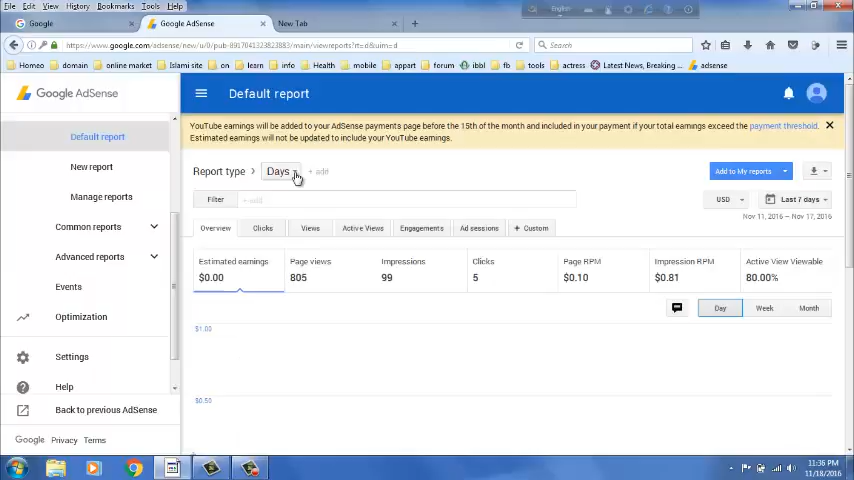 File Edit View History Bookmarks Tools Help
English
Google
Google AdSense
New Tab
https://www.google.com/adsense/new/u/0/pub-8917041323823883/main/viewreports?rt=d&uim=d
Search
Homeo domain online market Islami site on learn info Health mobile appart forum ibbl fb tools actress Latest News, Breaking ... adsense
Google AdSense
Default report
YouTube earnings will be added to your AdSense payments page before the 15th of the month and included in your payment if your total earnings exceed the payment threshold.
Estimated earnings will not be updated to include your YouTube earnings.
Default report
New report
Manage reports
Common reports
Advanced reports
Events
Optimization
Settings
Help
Back to previous AdSense
Google Privacy Terms
Report type > Days + add
Add to My reports
Filter + add
USD
Last 7 days
Nov 11, 2016 – Nov 17, 2016
Overview Clicks Views Active Views Engagements Ad sessions + Custom
Estimated earnings Page views Impressions Clicks Page RPM Impression RPM Active View Viewable
$0.00 805 99 5 $0.10 $0.81 80.00%
Day Week Month
$1.00
$0.50
11:36 PM
11/18/2016